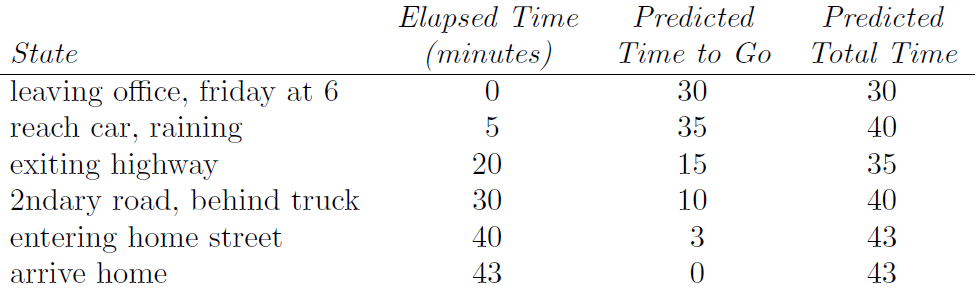 Elapsed Time Predicted Predicted
State (minutes) Time to Go Total Time
leaving office, friday at 6 0 30 30
reach car, raining 5 35 40
exiting highway 20 15 35
2ndary road, behind truck 30 10 40
entering home street 40 3 43
arrive home 43 0 43